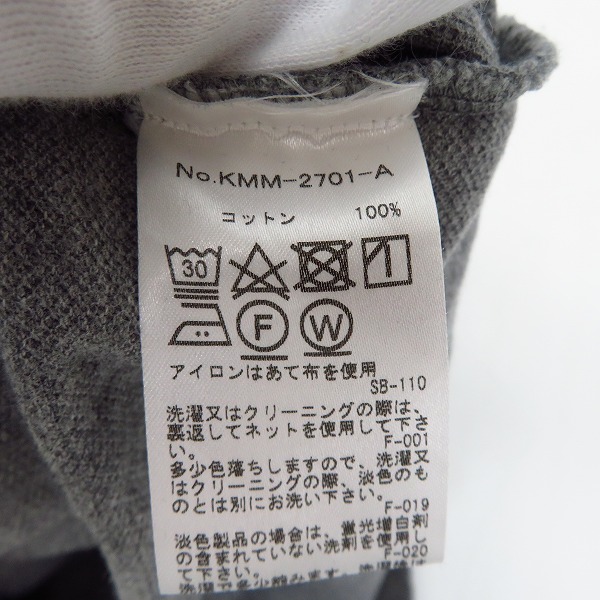 No.KMM-2701-A
コットン 100%
30
F W
アイロンはあて布を使用
SB-110
洗濯又はクリーニングの際は、
裏返してネットを使用して下さ
い。 F-001
多少色落ちしますので、洗濯又
はクリーニングの際、淡色のも
のとは別にお洗い下さい。
F-019
淡色製品の場合は、蛍光増白剤
の含まれていない洗剤を使用し
て下さい。 F-020